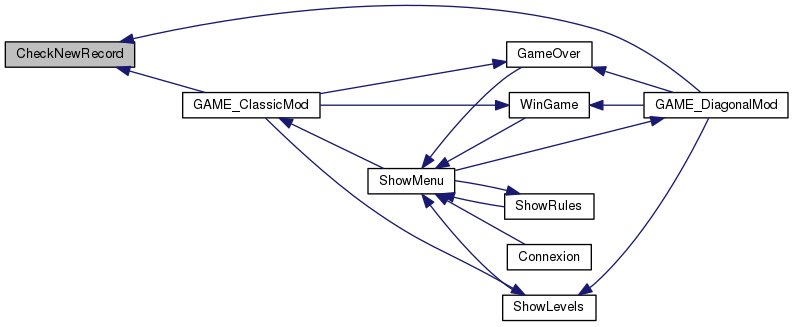 CheckNewRecord
GameOver
GAME_ClassicMod
WinGame
GAME_DiagonalMod
ShowMenu
ShowRules
Connexion
ShowLevels